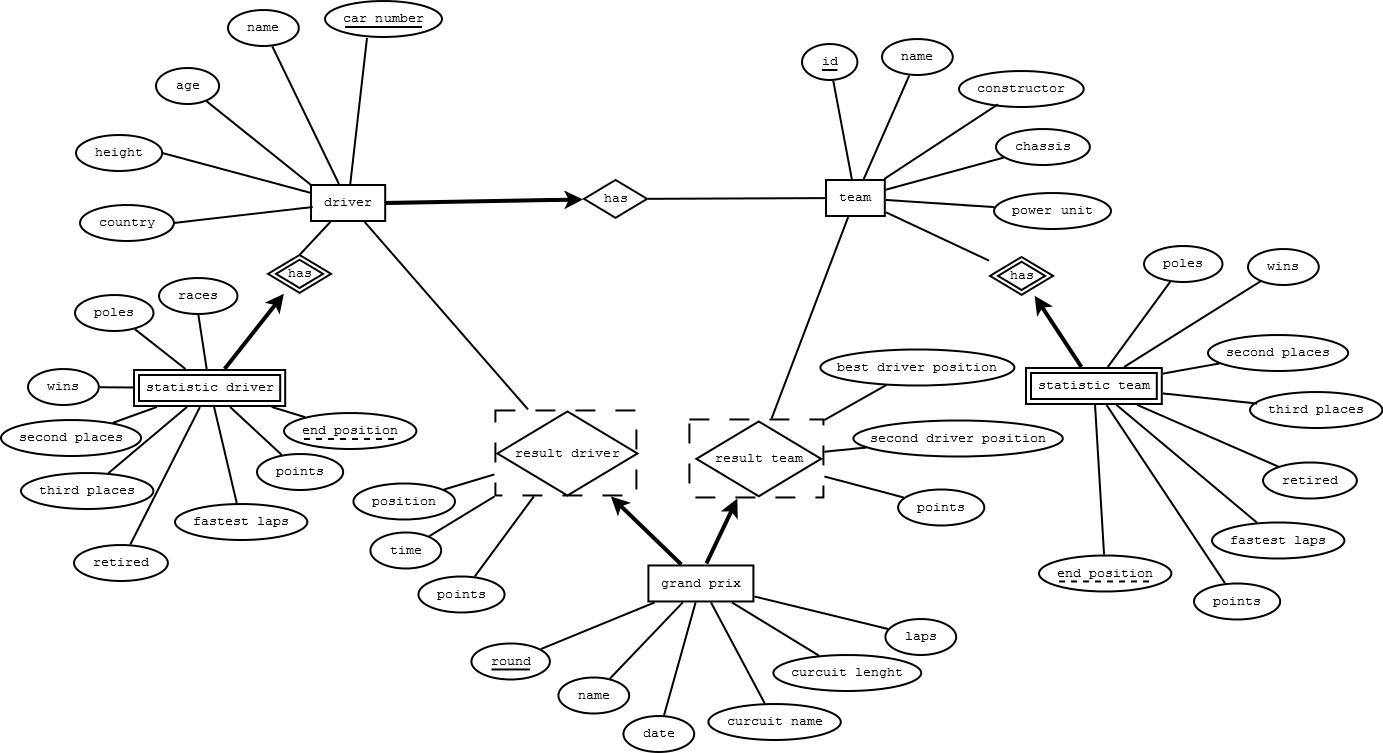 car number
name
name
id
age
constructor
chassis
height
driver
has
team
power unit
country
has
poles
wins
has
races
poles
second places
best driver position
wins
statistic driver
statistic team
third places
end position
second places
second driver position
result driver
result team
points
retired
third places
position
points
fastest laps
fastest laps
time
retired
end position
grand prix
points
points
laps
round
curcuit lenght
name
curcuit name
date